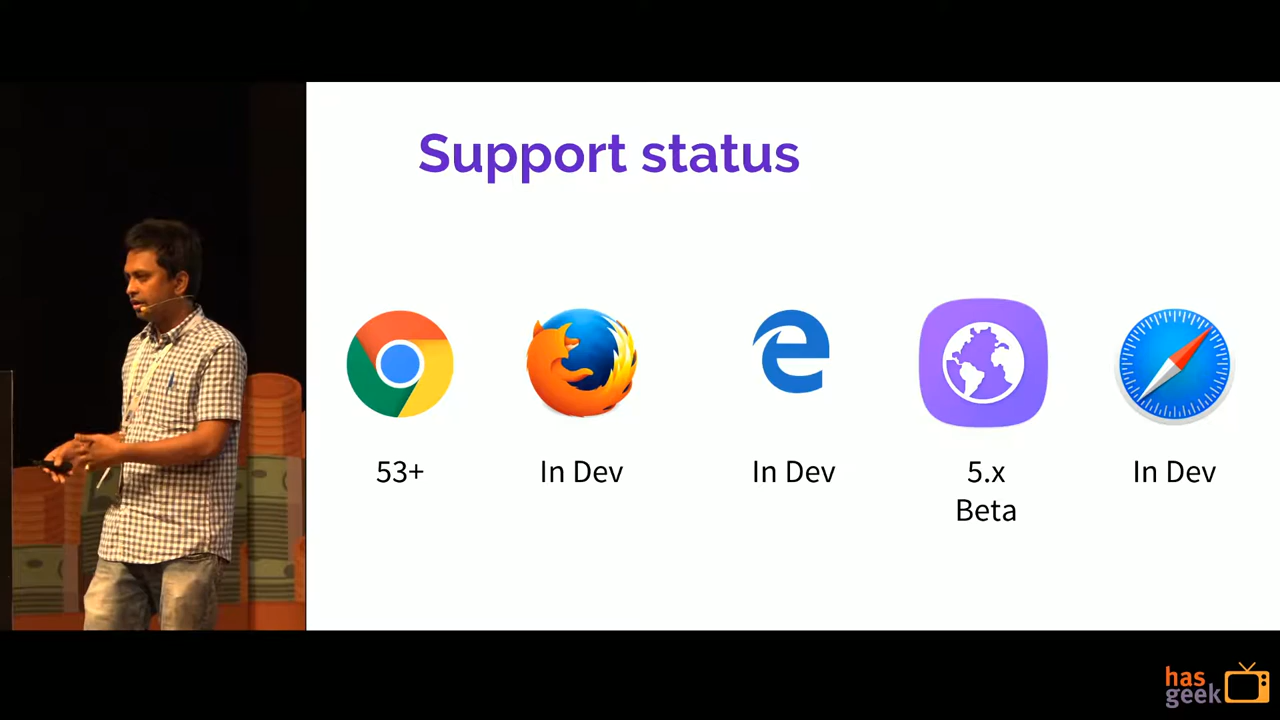 Support status
53+
In Dev
In Dev
5.x
Beta
In Dev
has
geek